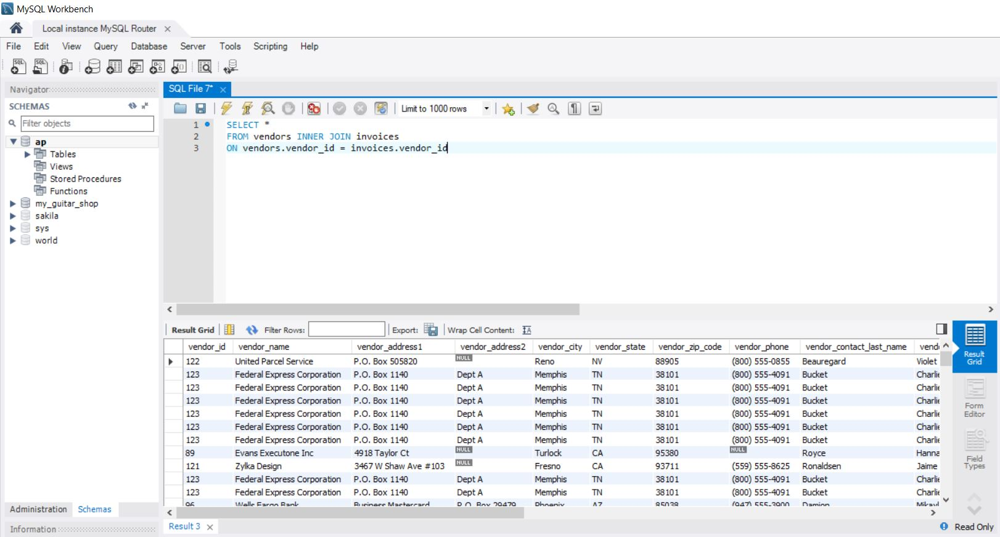 MySQL Workbench
Local instance MySQL Router
File Edit View Query Database Server Tools Scripting Help
Navigator
SCHEMAS
Filter objects
ap
Tables
Views
Stored Procedures
Functions
my_guitar_shop
sakila
sys
world
Administration Schemas
Information
SQL File 7*
Limit to 1000 rows
1 SELECT *
2 FROM vendors INNER JOIN invoices
3 ON vendors.vendor_id = invoices.vendor_id
Result Grid Filter Rows: Export: Wrap Cell Content:
vendor_id vendor_name vendor_address1 vendor_address2 vendor_city vendor_state vendor_zip_code vendor_phone vendor_contact_last_name
122 United Parcel Service P.O. Box 505820 NULL Reno NV 88905 (800) 555-0855 Beauregard Violet
123 Federal Express Corporation P.O. Box 1140 Dept A Memphis TN 38101 (800) 555-4091 Bucket Charlie
123 Federal Express Corporation P.O. Box 1140 Dept A Memphis TN 38101 (800) 555-4091 Bucket Charlie
123 Federal Express Corporation P.O. Box 1140 Dept A Memphis TN 38101 (800) 555-4091 Bucket Charlie
123 Federal Express Corporation P.O. Box 1140 Dept A Memphis TN 38101 (800) 555-4091 Bucket Charlie
123 Federal Express Corporation P.O. Box 1140 Dept A Memphis TN 38101 (800) 555-4091 Bucket Charlie
123 Federal Express Corporation P.O. Box 1140 Dept A Memphis TN 38101 (800) 555-4091 Bucket Charlie
89 Evans Executone Inc 4918 Taylor Ct NULL Turlock CA 95380 NULL Royce Hanna
121 Zylka Design 3467 W Shaw Ave #103 NULL Fresno CA 93711 (559) 555-8625 Ronaldsen Jaime
123 Federal Express Corporation P.O. Box 1140 Dept A Memphis TN 38101 (800) 555-4091 Bucket Charlie
123 Federal Express Corporation P.O. Box 1140 Dept A Memphis TN 38101 (800) 555-4091 Bucket Charlie
96 Wells Fargo Bank Business Mastercard P.O. Box 29479 Phoenix AZ 85038 (947) 555-3900 Damion
Result Grid
Form Editor
Field Types
Result 3
Read Only